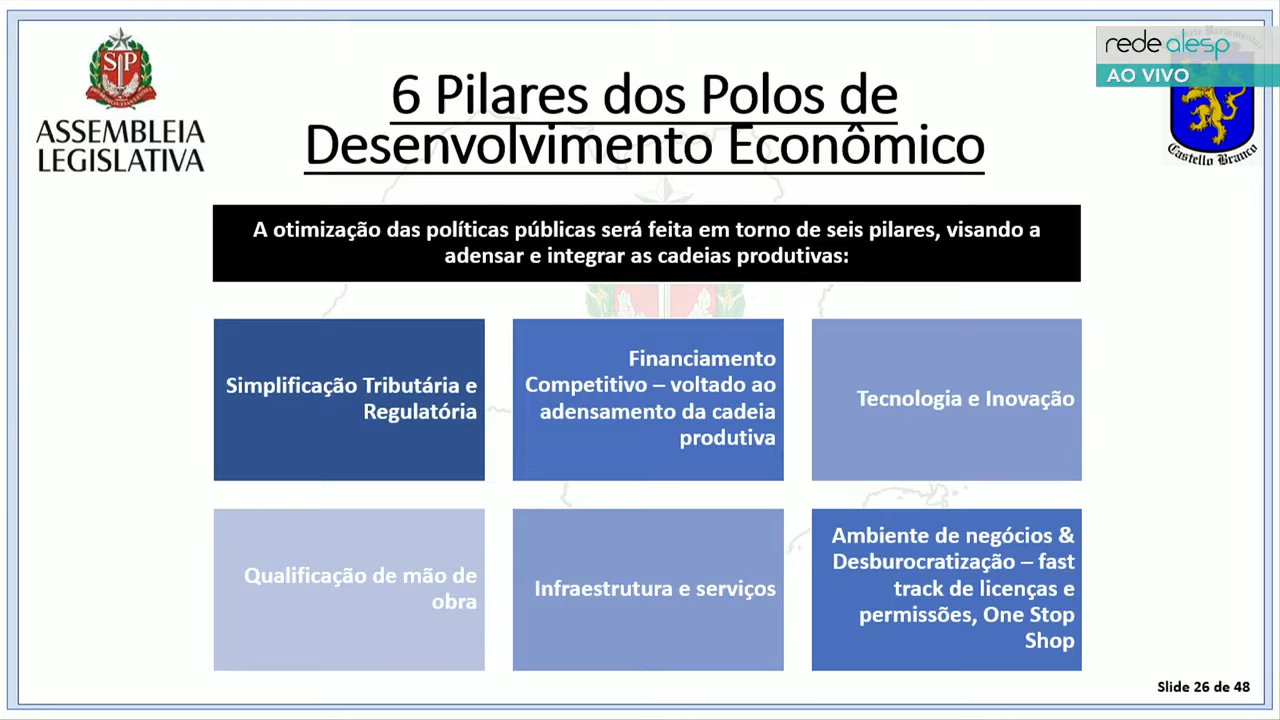 rede alesp
AO VIVO
SP
ASSEMBLEIA
LEGISLATIVA
Castello Branco
6 Pilares dos Polos de
Desenvolvimento Econômico
A otimização das políticas públicas será feita em torno de seis pilares, visando a
adensar e integrar as cadeias produtivas:
Simplificação Tributária e
Regulatória
Financiamento
Competitivo – voltado ao
adensamento da cadeia
produtiva
Tecnologia e Inovação
Qualificação de mão de
obra
Infraestrutura e serviços
Ambiente de negócios &
Desburocratização – fast
track de licenças e
permissões, One Stop
Shop
Slide 26 de 48